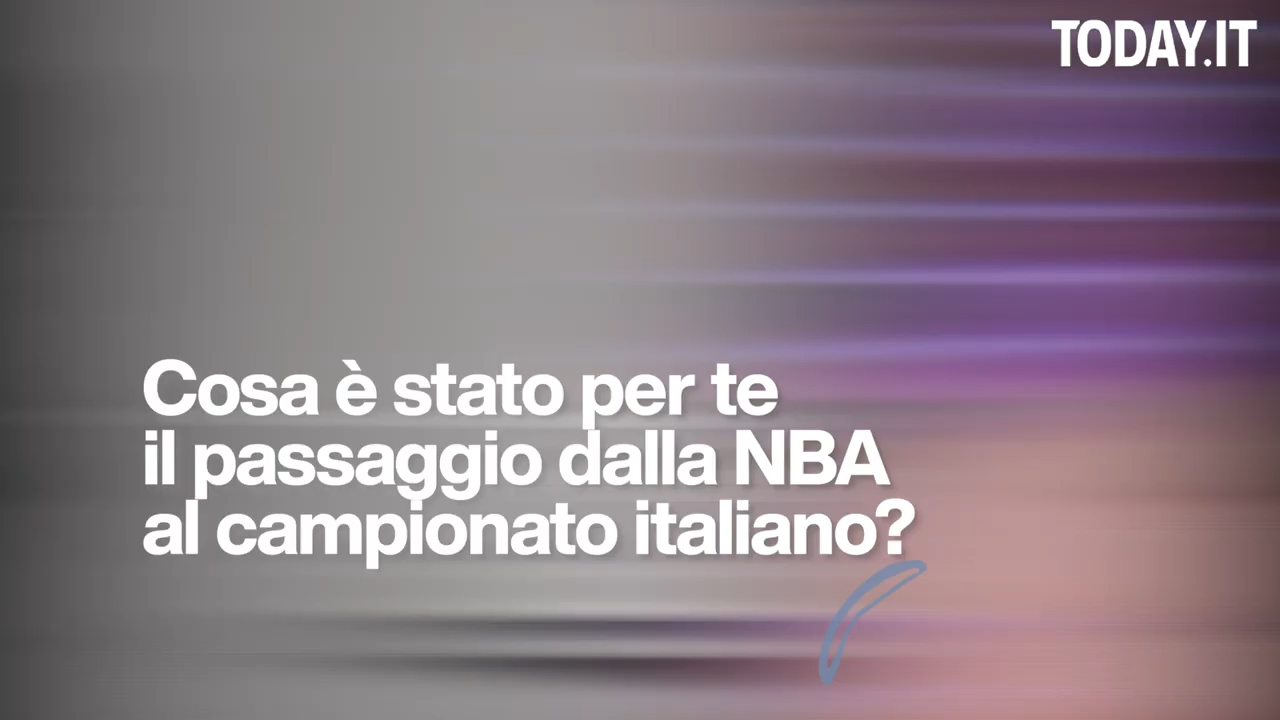 TODAY.IT
Cosa è stato per te
il passaggio dalla NBA
al campionato italiano?